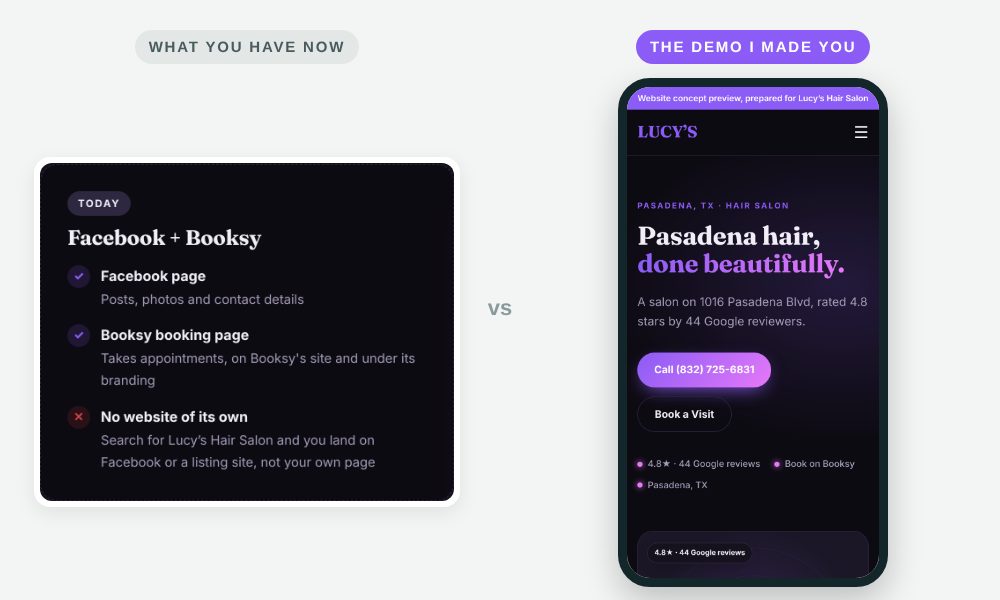 WHAT YOU HAVE NOW
TODAY
Facebook + Booksy
Facebook page
Posts, photos and contact details
Booksy booking page
Takes appointments, on Booksy's site and under its
branding
No website of its own
Search for Lucy’s Hair Salon and you land on
Facebook or a listing site, not your own page
vs
THE DEMO I MADE YOU
Website concept preview, prepared for Lucy’s Hair Salon
LUCY’S
PASADENA, TX · HAIR SALON
Pasadena hair,
done beautifully.
A salon on 1016 Pasadena Blvd, rated 4.8
stars by 44 Google reviewers.
Call (832) 725-6831
Book a Visit
4.8★ · 44 Google reviews
Book on Booksy
Pasadena, TX
4.8★ · 44 Google reviews